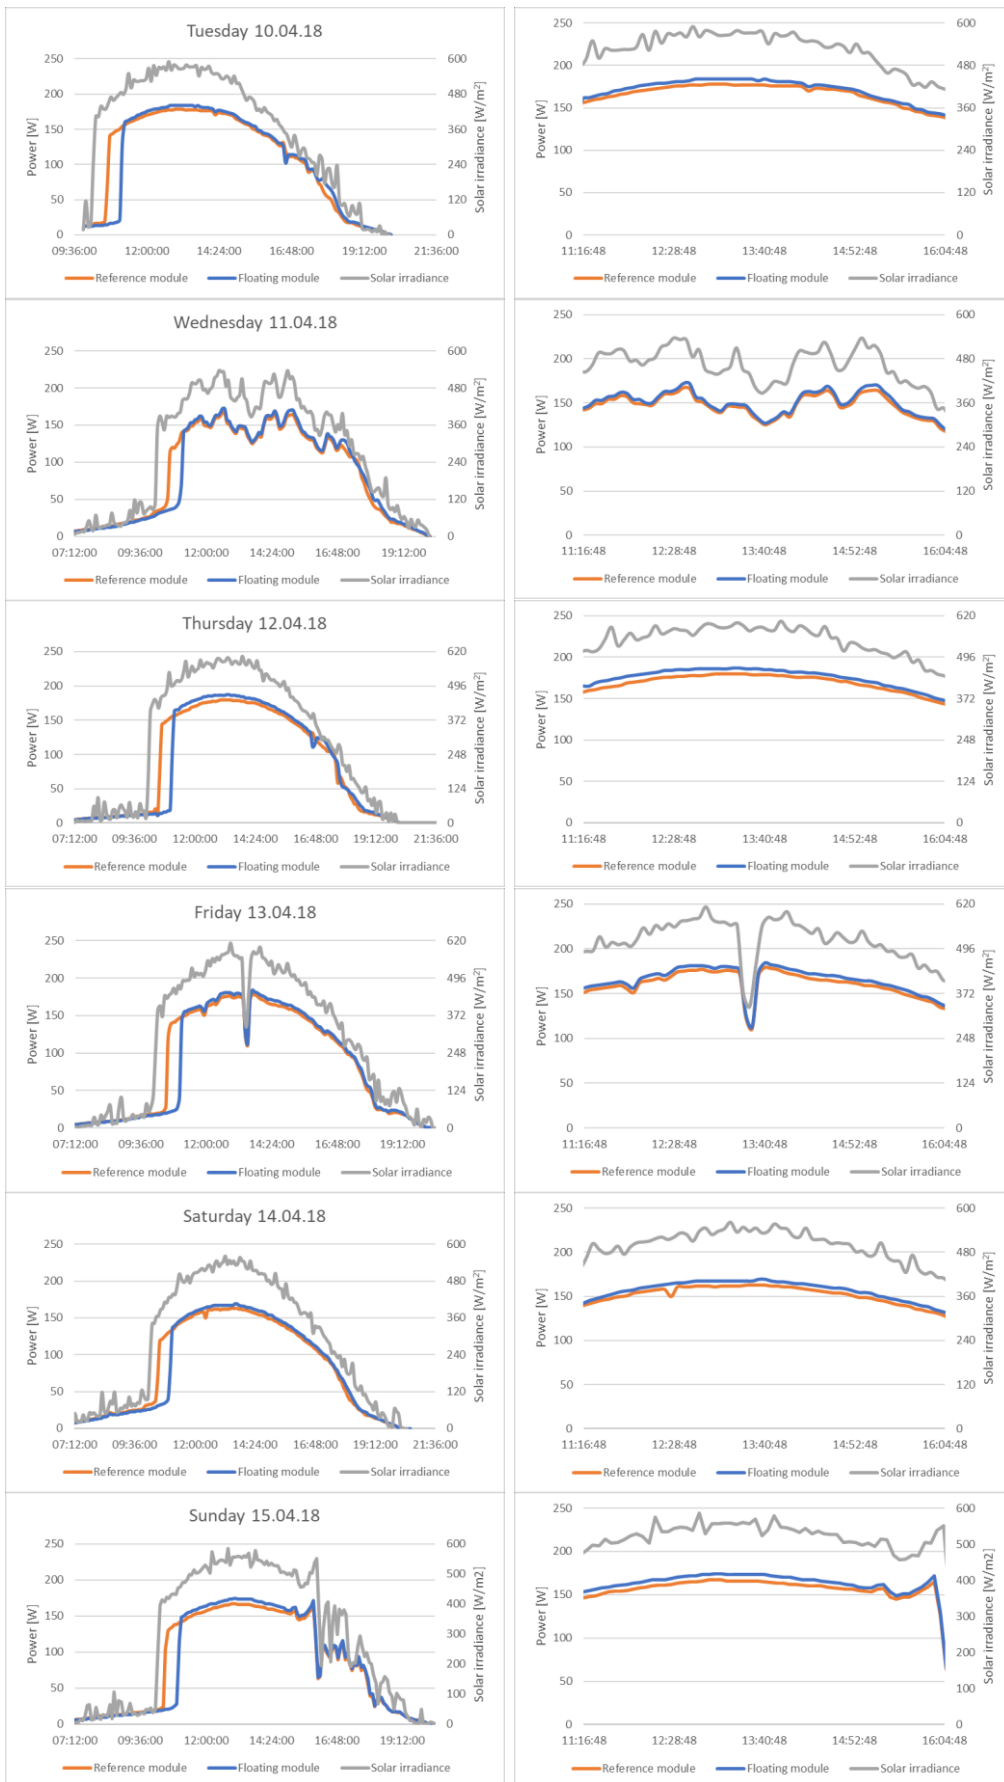 Tuesday 10.04.18
Power [W]
250
200
150
100
50
0
600
480
360
240
120
0
Solar irradiance [W/m²]
09:36:00 12:00:00 14:24:00 16:48:00 19:12:00 21:36:00
Reference module Floating module Solar irradiance
Power [W]
250
200
150
100
50
0
600
480
360
240
120
0
Solar irradiance [W/m²]
11:16:48 12:28:48 13:40:48 14:52:48 16:04:48
Reference module Floating module Solar irradiance
Wednesday 11.04.18
Power [W]
250
200
150
100
50
0
600
480
360
240
120
0
Solar irradiance [W/m²]
07:12:00 09:36:00 12:00:00 14:24:00 16:48:00 19:12:00
Reference module Floating module Solar irradiance
Power [W]
250
200
150
100
50
0
600
480
360
240
120
0
Solar irradiance [W/m²]
11:16:48 12:28:48 13:40:48 14:52:48 16:04:48
Reference module Floating module Solar irradiance
Thursday 12.04.18
Power [W]
250
200
150
100
50
0
620
496
372
248
124
0
Solar irradiance [W/m²]
07:12:00 09:36:00 12:00:00 14:24:00 16:48:00 19:12:00 21:36:00
Reference module Floating module Solar irradiance
Power [W]
250
200
150
100
50
0
620
496
372
248
124
0
Solar irradiance [W/m²]
11:16:48 12:28:48 13:40:48 14:52:48 16:04:48
Reference module Floating module Solar irradiance
Friday 13.04.18
Power [W]
250
200
150
100
50
0
620
496
372
248
124
0
Solar irradiance [W/m²]
07:12:00 09:36:00 12:00:00 14:24:00 16:48:00 19:12:00
Reference module Floating module Solar irradiance
Power [W]
250
200
150
100
50
0
620
496
372
248
124
0
Solar irradiance [W/m²]
11:16:48 12:28:48 13:40:48 14:52:48 16:04:48
Reference module Floating module Solar irradiance
Saturday 14.04.18
Power [W]
250
200
150
100
50
0
600
480
360
240
120
0
Solar irradiance [W/m²]
07:12:00 09:36:00 12:00:00 14:24:00 16:48:00 19:12:00 21:36:00
Reference module Floating module Solar irradiance
Power [W]
250
200
150
100
50
0
600
480
360
240
120
0
Solar irradiance [W/m²]
11:16:48 12:28:48 13:40:48 14:52:48 16:04:48
Reference module Floating module Solar irradiance
Sunday 15.04.18
Power [W]
250
200
150
100
50
0
600
500
400
300
200
100
0
Solar irradiance [W/m2]
07:12:00 09:36:00 12:00:00 14:24:00 16:48:00 19:12:00
Reference module Floating module Solar irradiance
Power [W]
250
200
150
100
50
0
600
500
400
300
200
100
0
Solar irradiance [W/m2]
11:16:48 12:28:48 13:40:48 14:52:48 16:04:48
Reference module Floating module Solar irradiance